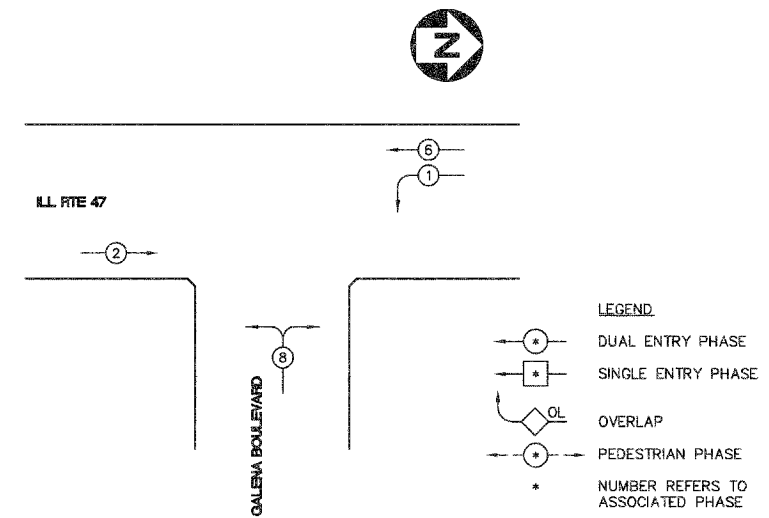 N
6
1
ILL. RTE 47
2
8
GALENA BOULEVARD
LEGEND
* DUAL ENTRY PHASE
* SINGLE ENTRY PHASE
OL OVERLAP
* PEDESTRIAN PHASE
* NUMBER REFERS TO
ASSOCIATED PHASE